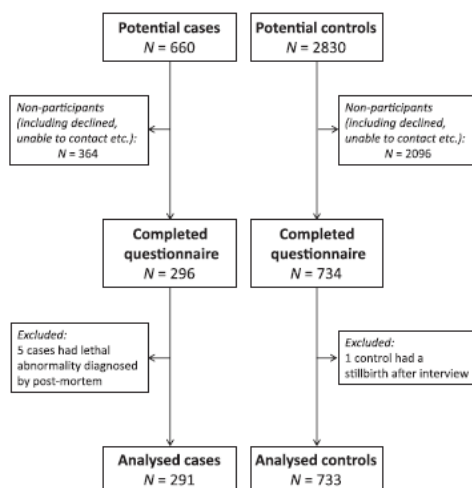 Potential cases
N = 660
Potential controls
N = 2830
Non-participants
(including declined,
unable to contact etc.):
N = 364
Non-participants
(including declined,
unable to contact etc.):
N = 2096
Completed
questionnaire
N = 296
Completed
questionnaire
N = 734
Excluded:
5 cases had lethal
abnormality diagnosed
by post-mortem
Excluded:
1 control had a
stillbirth after interview
Analysed cases
N = 291
Analysed controls
N = 733